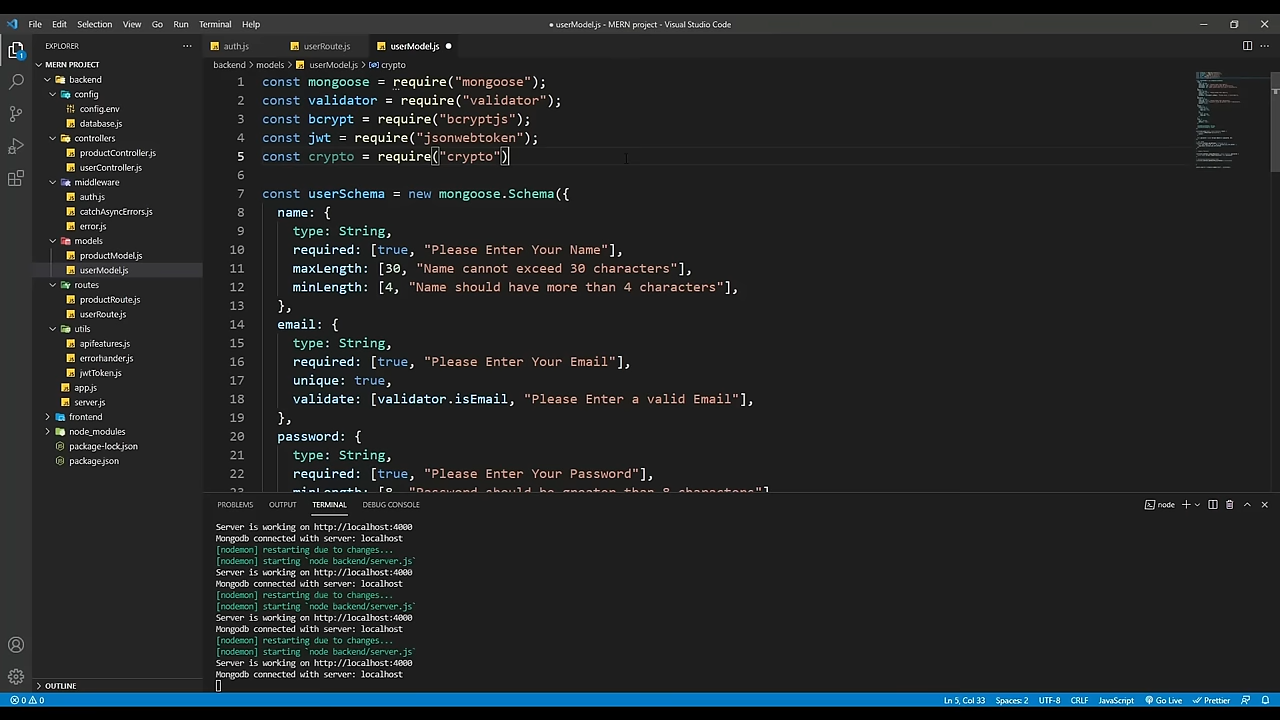 File Edit Selection View Go Run Terminal Help
● userModel.js - MERN project - Visual Studio Code
EXPLORER
MERN PROJECT
backend
config
config.env
database.js
controllers
productController.js
userController.js
middleware
auth.js
catchAsyncErrors.js
error.js
models
productModel.js
userModel.js
routes
productRoute.js
userRoute.js
utils
apifeatures.js
errorhander.js
jwtToken.js
app.js
server.js
frontend
node_modules
package-lock.json
package.json
OUTLINE
auth.js userRoute.js userModel.js
backend > models > userModel.js > crypto
1 const mongoose = require("mongoose");
2 const validator = require("validator");
3 const bcrypt = require("bcryptjs");
4 const jwt = require("jsonwebtoken");
5 const crypto = require("crypto")
6
7 const userSchema = new mongoose.Schema({
8 name: {
9 type: String,
10 required: [true, "Please Enter Your Name"],
11 maxLength: [30, "Name cannot exceed 30 characters"],
12 minLength: [4, "Name should have more than 4 characters"],
13 },
14 email: {
15 type: String,
16 required: [true, "Please Enter Your Email"],
17 unique: true,
18 validate: [validator.isEmail, "Please Enter a valid Email"],
19 },
20 password: {
21 type: String,
22 required: [true, "Please Enter Your Password"],
23 minLength: [8, "Password should be greater than 8 characters"],
PROBLEMS OUTPUT TERMINAL DEBUG CONSOLE
node
Server is working on http://localhost:4000
Mongodb connected with server: localhost
[nodemon] restarting due to changes...
[nodemon] starting `node backend/server.js`
Server is working on http://localhost:4000
Mongodb connected with server: localhost
[nodemon] restarting due to changes...
[nodemon] starting `node backend/server.js`
Server is working on http://localhost:4000
Mongodb connected with server: localhost
[nodemon] restarting due to changes...
[nodemon] starting `node backend/server.js`
Server is working on http://localhost:4000
Mongodb connected with server: localhost
0 0
Ln 5, Col 33 Spaces: 2 UTF-8 CRLF JavaScript Go Live Prettier